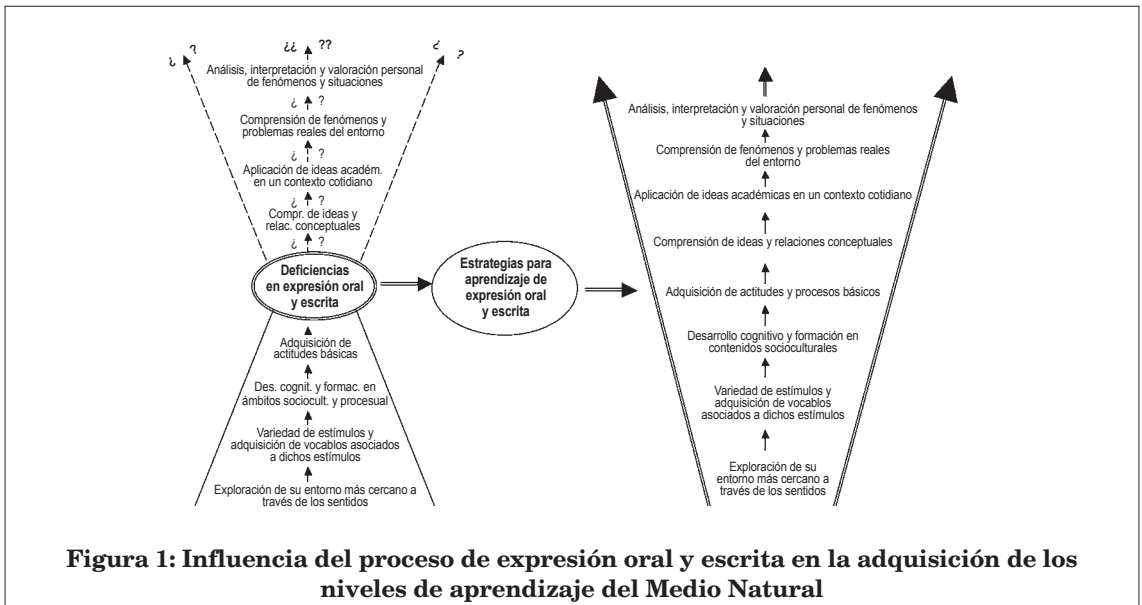 ¿ ?
¿¿ ??
¿ ?
Análisis, interpretación y valoración personal
de fenómenos y situaciones
¿ ?
Comprensión de fenómenos y
problemas reales del entorno
¿ ?
Aplicación de ideas académ.
en un contexto cotidiano
¿ ?
Compr. de ideas y
relac. conceptuales
¿ ?
Deficiencias
en expresión oral
y escrita
Adquisición de
actitudes básicas
Des. cognit. y formac. en
ámbitos sociocult. y procesual
Variedad de estímulos y
adquisición de vocablos asociados
a dichos estímulos
Exploración de su entorno más cercano a
través de los sentidos
Estrategias para
aprendizaje de
expresión oral
y escrita
Análisis, interpretación y valoración personal de fenómenos
y situaciones
Comprensión de fenómenos y problemas reales
del entorno
Aplicación de ideas académicas en un contexto cotidiano
Comprensión de ideas y relaciones conceptuales
Adquisición de actitudes y procesos básicos
Desarrollo cognitivo y formación en
contenidos socioculturales
Variedad de estímulos y
adquisición de vocablos
asociados a dichos estímulos
Exploración de su
entorno más cercano a
través de los sentidos
Figura 1: Influencia del proceso de expresión oral y escrita en la adquisición de los
niveles de aprendizaje del Medio Natural